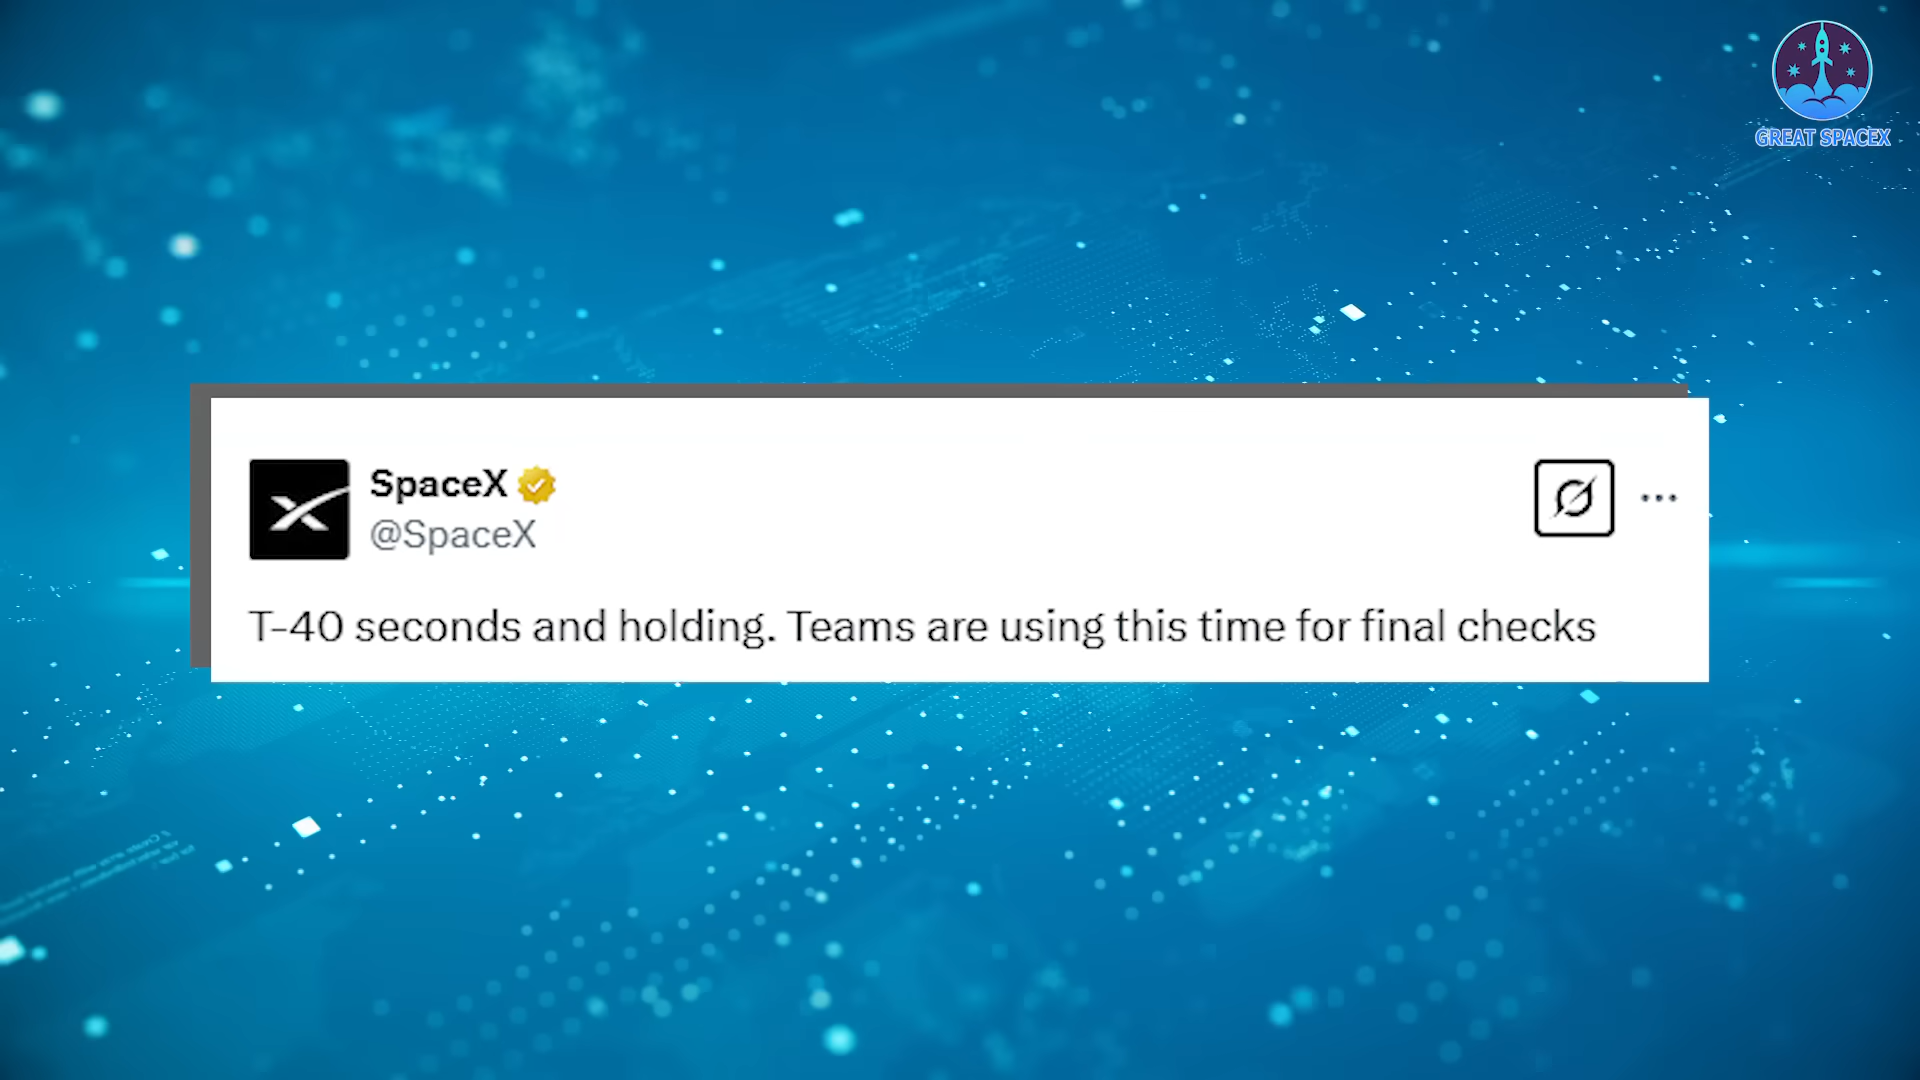 GREAT SPACEX
SpaceX
@SpaceX
T-40 seconds and holding. Teams are using this time for final checks